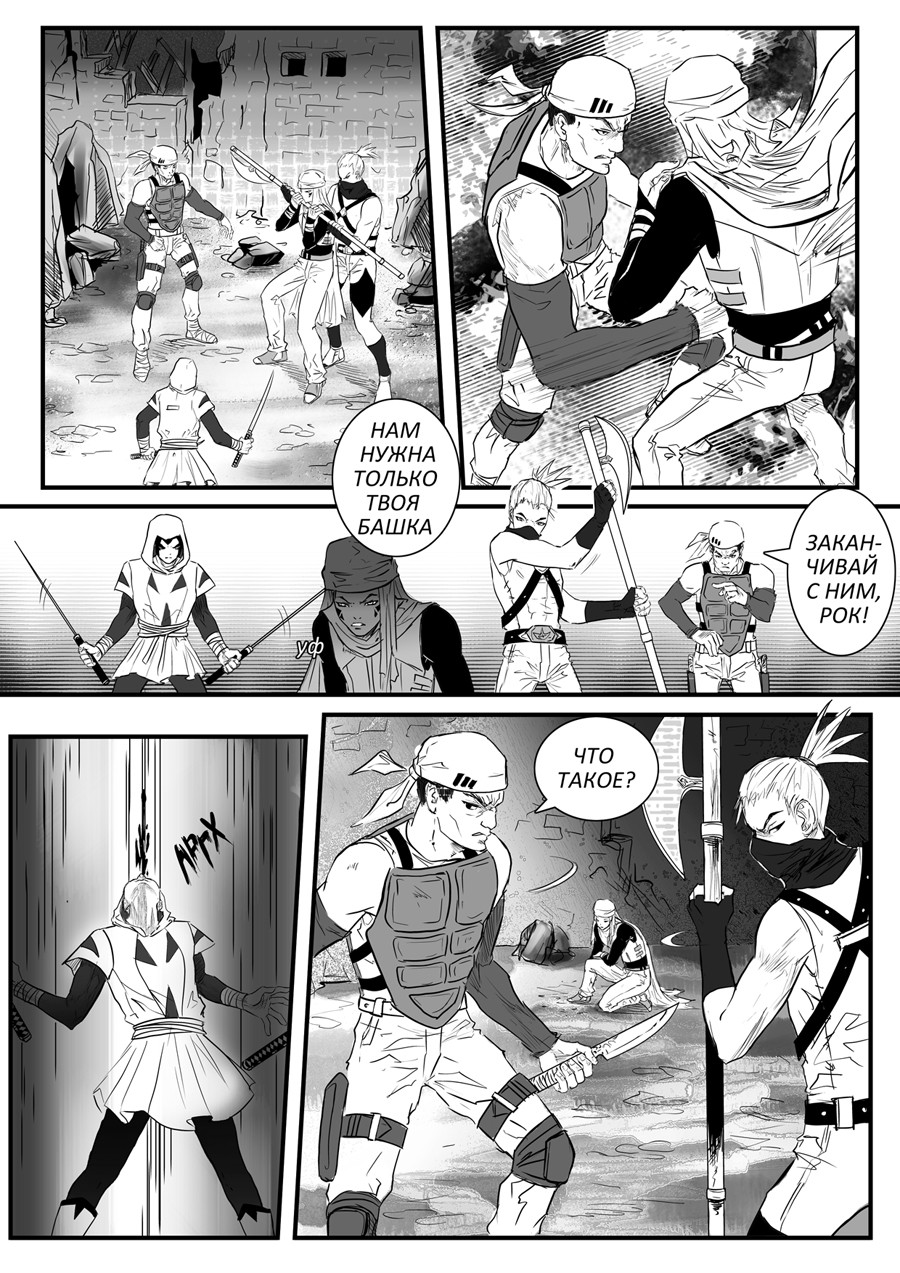 НАМ
НУЖНА
ТОЛЬКО
ТВОЯ
БАШКА
ЗАКАН-
ЧИВАЙ
С НИМ,
РОК!
уф
АРГХ
ЧТО
ТАКОЕ?